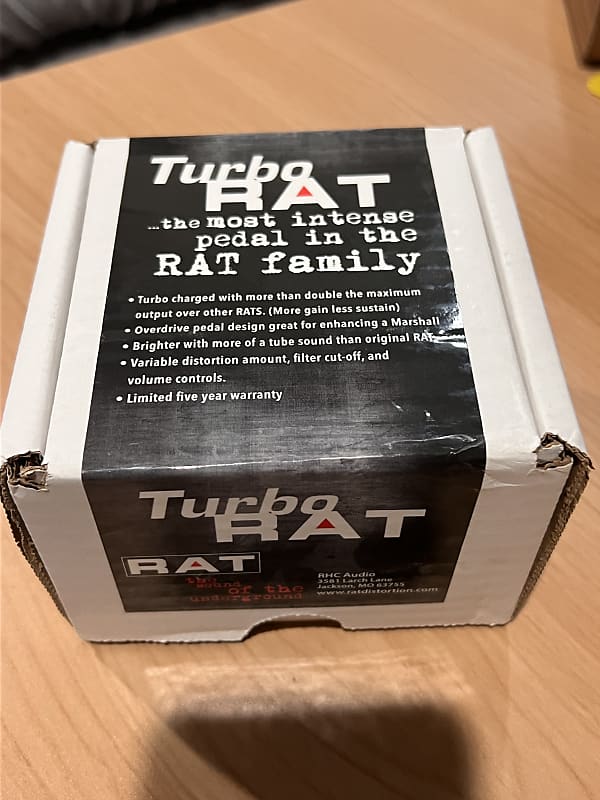 Turbo
RAT
...the most intense
pedal in the
RAT family
• Turbo charged with more than double the maximum
output over other RATS. (More gain less sustain)
• Overdrive pedal design great for enhancing a Marshall
• Brighter with more of a tube sound than original RAT
• Variable distortion amount, filter cut-off, and
volume controls.
• Limited five year warranty
Turbo
RAT
RAT
the
sound
of the
underground
RHC Audio
3581 Larch Lane
Jackson, MO 63755
www.ratdistortion.com